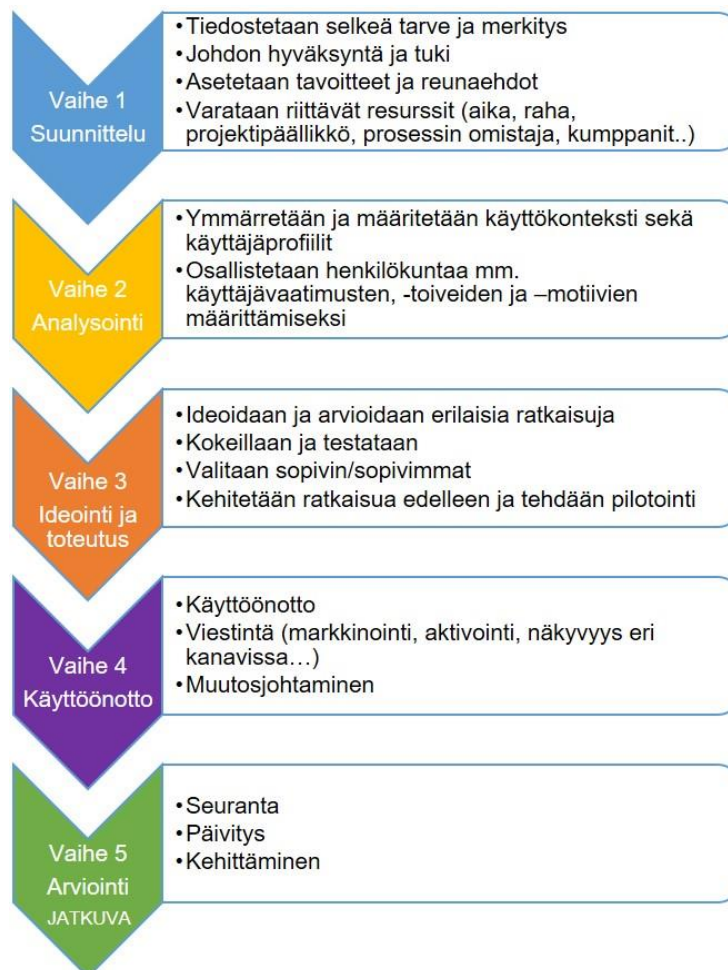 Vaihe 1
Suunnittelu
•Tiedostetaan selkeä tarve ja merkitys
•Johdon hyväksyntä ja tuki
•Asetetaan tavoitteet ja reunaehdot
•Varataan riittävät resurssit (aika, raha,
projektipäällikkö, prosessin omistaja, kumppanit..)
Vaihe 2
Analysointi
•Ymmärretään ja määritetään käyttökonteksti sekä
käyttäjäprofiilit
•Osallistetaan henkilökuntaa mm.
käyttäjävaatimusten, -toiveiden ja –motiivien
määrittämiseksi
Vaihe 3
Ideointi ja
toteutus
•Ideoidaan ja arvioidaan erilaisia ratkaisuja
•Kokeillaan ja testataan
•Valitaan sopivin/sopivimmat
•Kehitetään ratkaisua edelleen ja tehdään pilotointi
Vaihe 4
Käyttöönotto
•Käyttöönotto
•Viestintä (markkinointi, aktivointi, näkyvyys eri
kanavissa…)
•Muutosjohtaminen
Vaihe 5
Arviointi
JATKUVA
•Seuranta
•Päivitys
•Kehittäminen